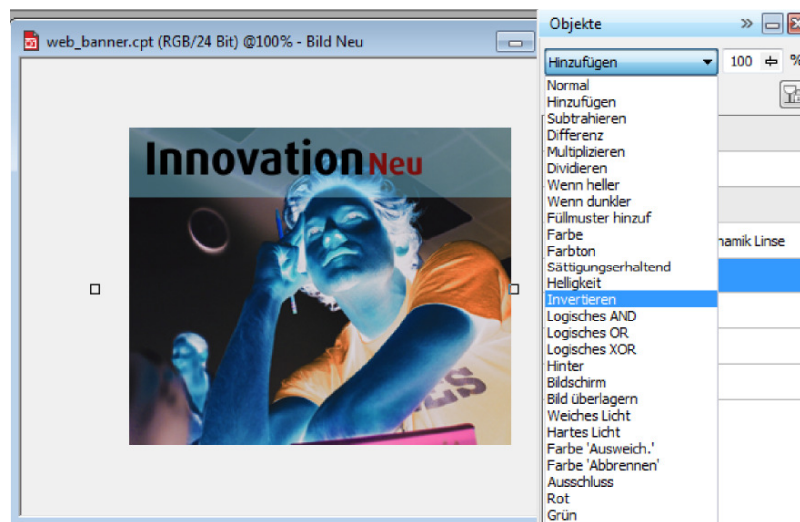 web_banner.cpt (RGB/24 Bit) @100% - Bild Neu
Innovation Neu
Objekte
Hinzufügen 100 %
Normal
Hinzufügen
Subtrahieren
Differenz
Multiplizieren
Dividieren
Wenn heller
Wenn dunkler
Füllmuster hinzuf
Farbe
Farbton
Sättigungserhaltend
Helligkeit
Invertieren
Logisches AND
Logisches OR
Logisches XOR
Hinter
Bildschirm
Bild überlagern
Weiches Licht
Hartes Licht
Farbe 'Ausweich.'
Farbe 'Abbrennen'
Ausschluss
Rot
Grün
namik Linse